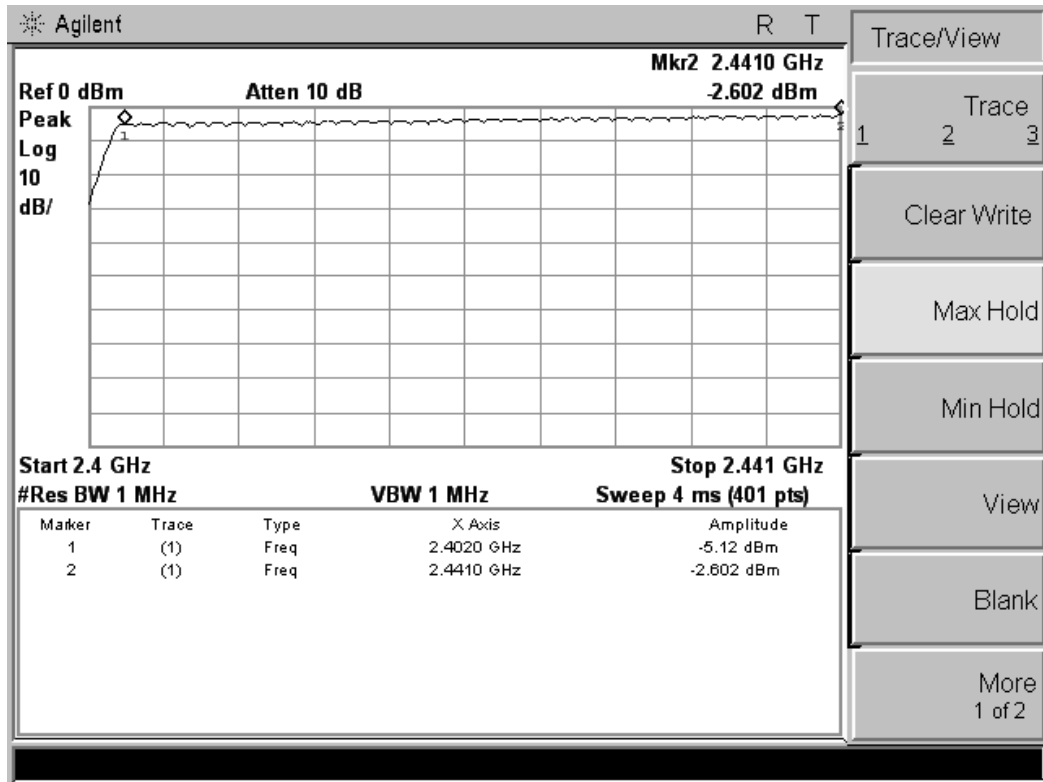 Agilent
R T
Mkr2 2.4410 GHz
Ref 0 dBm Atten 10 dB -2.602 dBm
Peak
Log
10
dB/
1
2
Start 2.4 GHz Stop 2.441 GHz
#Res BW 1 MHz VBW 1 MHz Sweep 4 ms (401 pts)
Marker Trace Type X Axis Amplitude
1 (1) Freq 2.4020 GHz -5.12 dBm
2 (1) Freq 2.4410 GHz -2.602 dBm
Trace/View
Trace
1 2 3
Clear Write
Max Hold
Min Hold
View
Blank
More
1 of 2